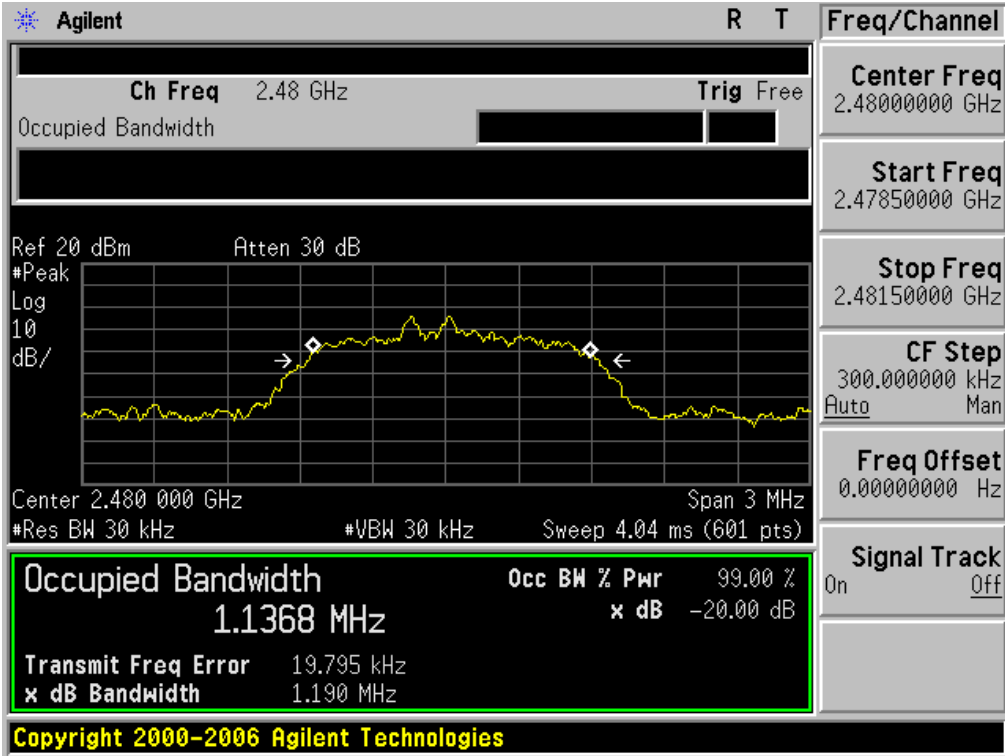 Agilent R T
Ch Freq 2.48 GHz Trig Free
Occupied Bandwidth
Ref 20 dBm Atten 30 dB
#Peak
Log
10
dB/
Center 2.480 000 GHz Span 3 MHz
#Res BW 30 kHz #VBW 30 kHz Sweep 4.04 ms (601 pts)
Occupied Bandwidth Occ BW % Pwr 99.00 %
1.1368 MHz x dB -20.00 dB
Transmit Freq Error 19.795 kHz
x dB Bandwidth 1.190 MHz
Copyright 2000-2006 Agilent Technologies
Freq/Channel
Center Freq
2.48000000 GHz
Start Freq
2.47850000 GHz
Stop Freq
2.48150000 GHz
CF Step
300.000000 kHz
Auto Man
Freq Offset
0.00000000 Hz
Signal Track
On Off